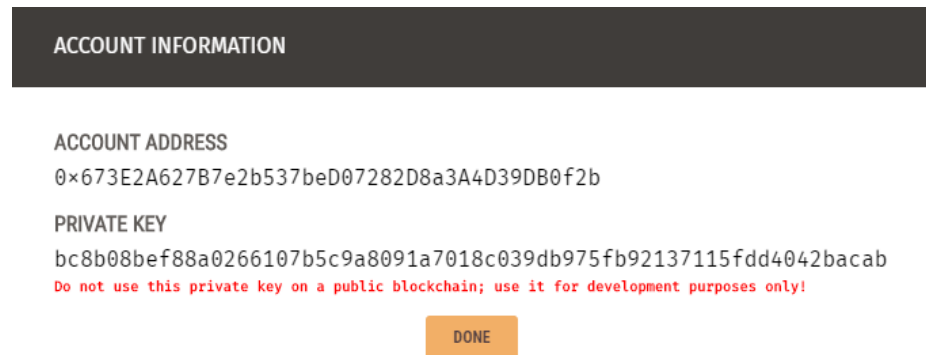 ACCOUNT INFORMATION
ACCOUNT ADDRESS
0×673E2A627B7e2b537beD07282D8a3A4D39DB0f2b
PRIVATE KEY
bc8b08bef88a0266107b5c9a8091a7018c039db975fb92137115fdd4042bacab
Do not use this private key on a public blockchain; use it for development purposes only!
DONE